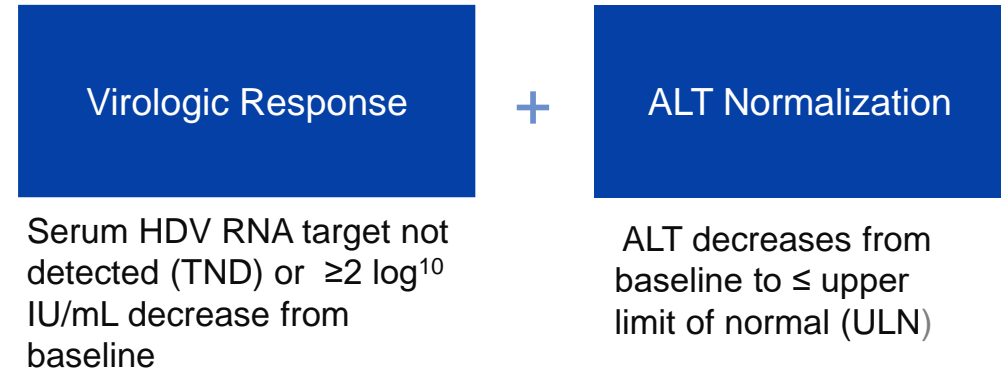 Virologic Response
+
ALT Normalization
Serum HDV RNA target not
detected (TND) or ≥2 log¹⁰
IU/mL decrease from
baseline
ALT decreases from
baseline to ≤ upper
limit of normal (ULN)